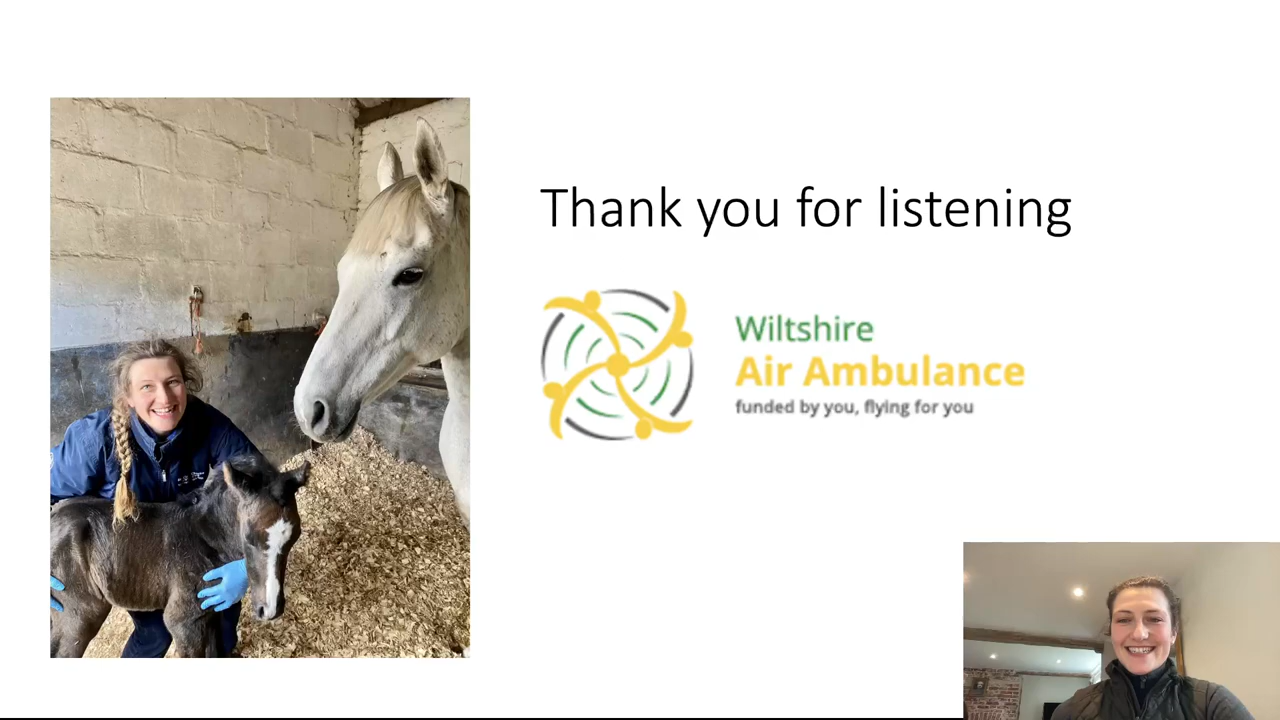 Thank you for listening
Wiltshire
Air Ambulance
funded by you, flying for you